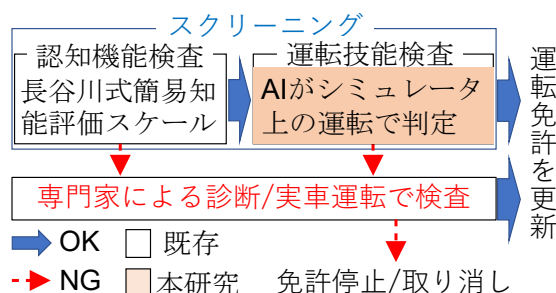 スクリーニング
認知機能検査
長谷川式簡易知
能評価スケール
運転技能検査
AIがシミュレータ
上の運転で判定
運転免許を更新
専門家による診断/実車運転で検査
OK
既存
NG
本研究
免許停止/取り消し